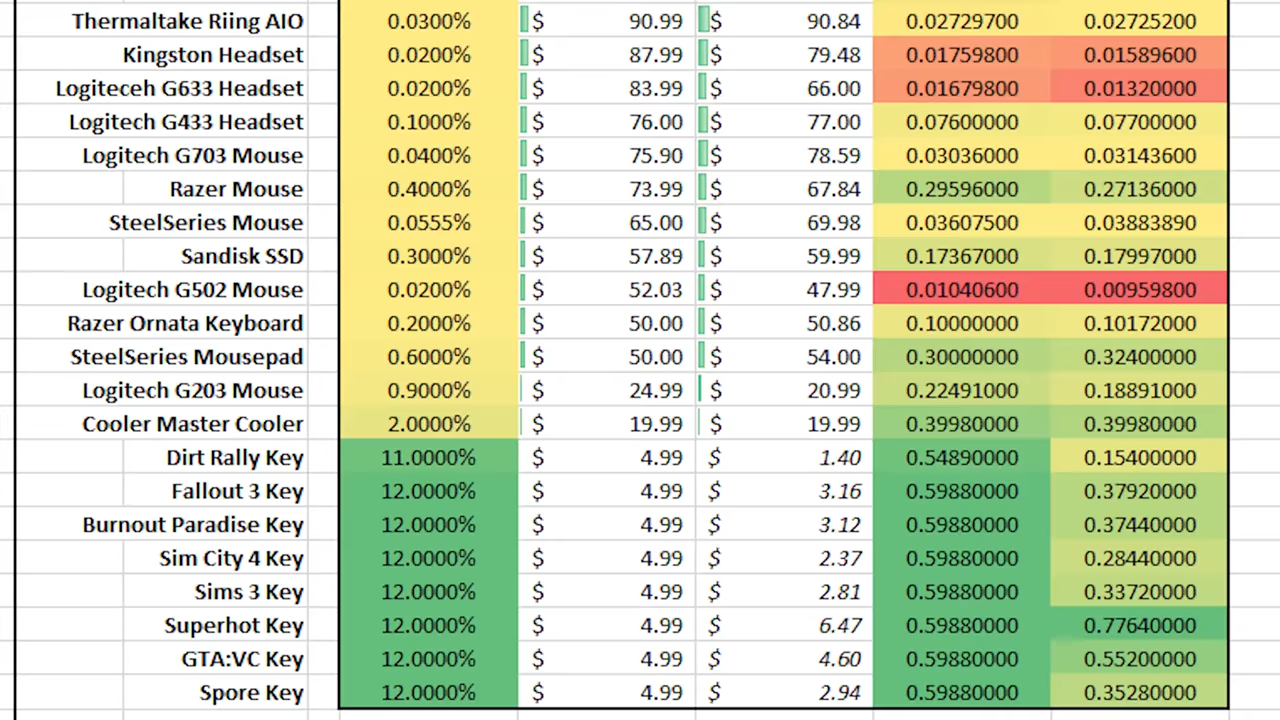 Thermaltake Riing AIO 0.0300% $ 90.99 $ 90.84 0.02729700 0.02725200
Kingston Headset 0.0200% $ 87.99 $ 79.48 0.01759800 0.01589600
Logiteceh G633 Headset 0.0200% $ 83.99 $ 66.00 0.01679800 0.01320000
Logitech G433 Headset 0.1000% $ 76.00 $ 77.00 0.07600000 0.07700000
Logitech G703 Mouse 0.0400% $ 75.90 $ 78.59 0.03036000 0.03143600
Razer Mouse 0.4000% $ 73.99 $ 67.84 0.29596000 0.27136000
SteelSeries Mouse 0.0555% $ 65.00 $ 69.98 0.03607500 0.03883890
Sandisk SSD 0.3000% $ 57.89 $ 59.99 0.17367000 0.17997000
Logitech G502 Mouse 0.0200% $ 52.03 $ 47.99 0.01040600 0.00959800
Razer Ornata Keyboard 0.2000% $ 50.00 $ 50.86 0.10000000 0.10172000
SteelSeries Mousepad 0.6000% $ 50.00 $ 54.00 0.30000000 0.32400000
Logitech G203 Mouse 0.9000% $ 24.99 $ 20.99 0.22491000 0.18891000
Cooler Master Cooler 2.0000% $ 19.99 $ 19.99 0.39980000 0.39980000
Dirt Rally Key 11.0000% $ 4.99 $ 1.40 0.54890000 0.15400000
Fallout 3 Key 12.0000% $ 4.99 $ 3.16 0.59880000 0.37920000
Burnout Paradise Key 12.0000% $ 4.99 $ 3.12 0.59880000 0.37440000
Sim City 4 Key 12.0000% $ 4.99 $ 2.37 0.59880000 0.28440000
Sims 3 Key 12.0000% $ 4.99 $ 2.81 0.59880000 0.33720000
Superhot Key 12.0000% $ 4.99 $ 6.47 0.59880000 0.77640000
GTA:VC Key 12.0000% $ 4.99 $ 4.60 0.59880000 0.55200000
Spore Key 12.0000% $ 4.99 $ 2.94 0.59880000 0.35280000